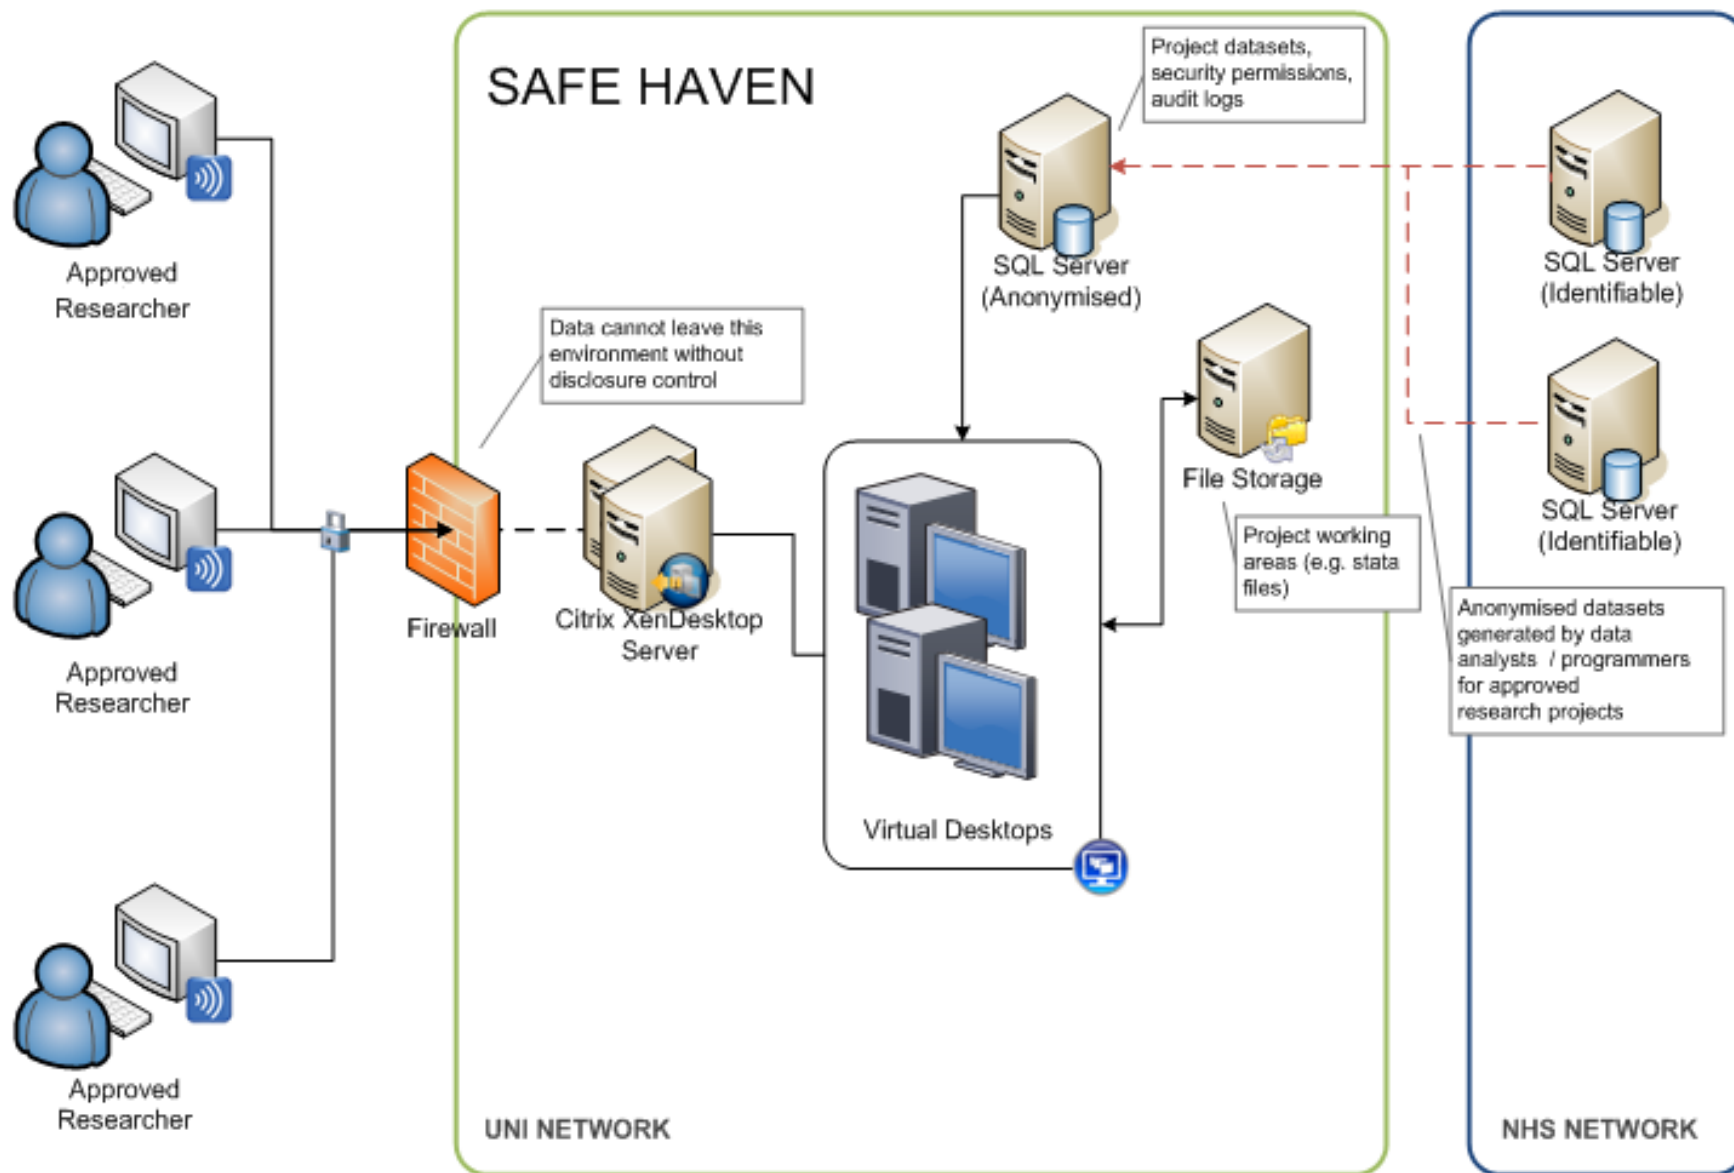 SAFE HAVEN
Project datasets,
security permissions,
audit logs
Approved
Researcher
SQL Server
(Anonymised)
SQL Server
(Identifiable)
Data cannot leave this
environment without
disclosure control
File Storage
SQL Server
(Identifiable)
Project working
areas (e.g. stata
files)
Firewall
Citrix XenDesktop
Server
Approved
Researcher
Anonymised datasets
generated by data
analysts / programmers
for approved
research projects
Virtual Desktops
Approved
Researcher
UNI NETWORK
NHS NETWORK